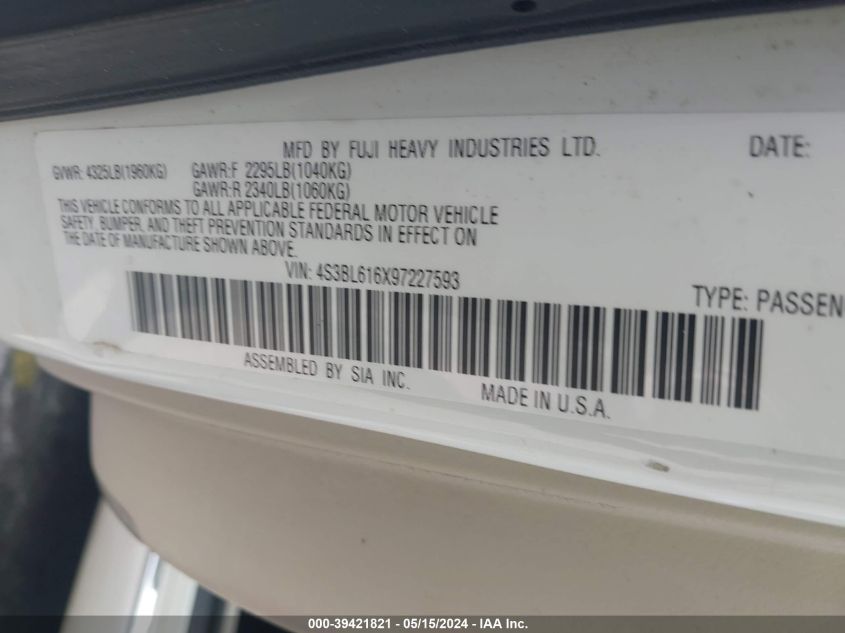 MFD BY FUJI HEAVY INDUSTRIES LTD. DATE:
GVWR: 4325LB(1960KG) GAWR:F 2295LB(1040KG)
GAWR:R 2340LB(1060KG)
THIS VEHICLE CONFORMS TO ALL APPLICABLE FEDERAL MOTOR VEHICLE
SAFETY, BUMPER, AND THEFT PREVENTION STANDARDS IN EFFECT ON
THE DATE OF MANUFACTURE SHOWN ABOVE.
VIN: 4S3BL616X97227593 TYPE: PASSEN
ASSEMBLED BY SIA INC. MADE IN U.S.A.
000-39421821 - 05/15/2024 - IAA Inc.